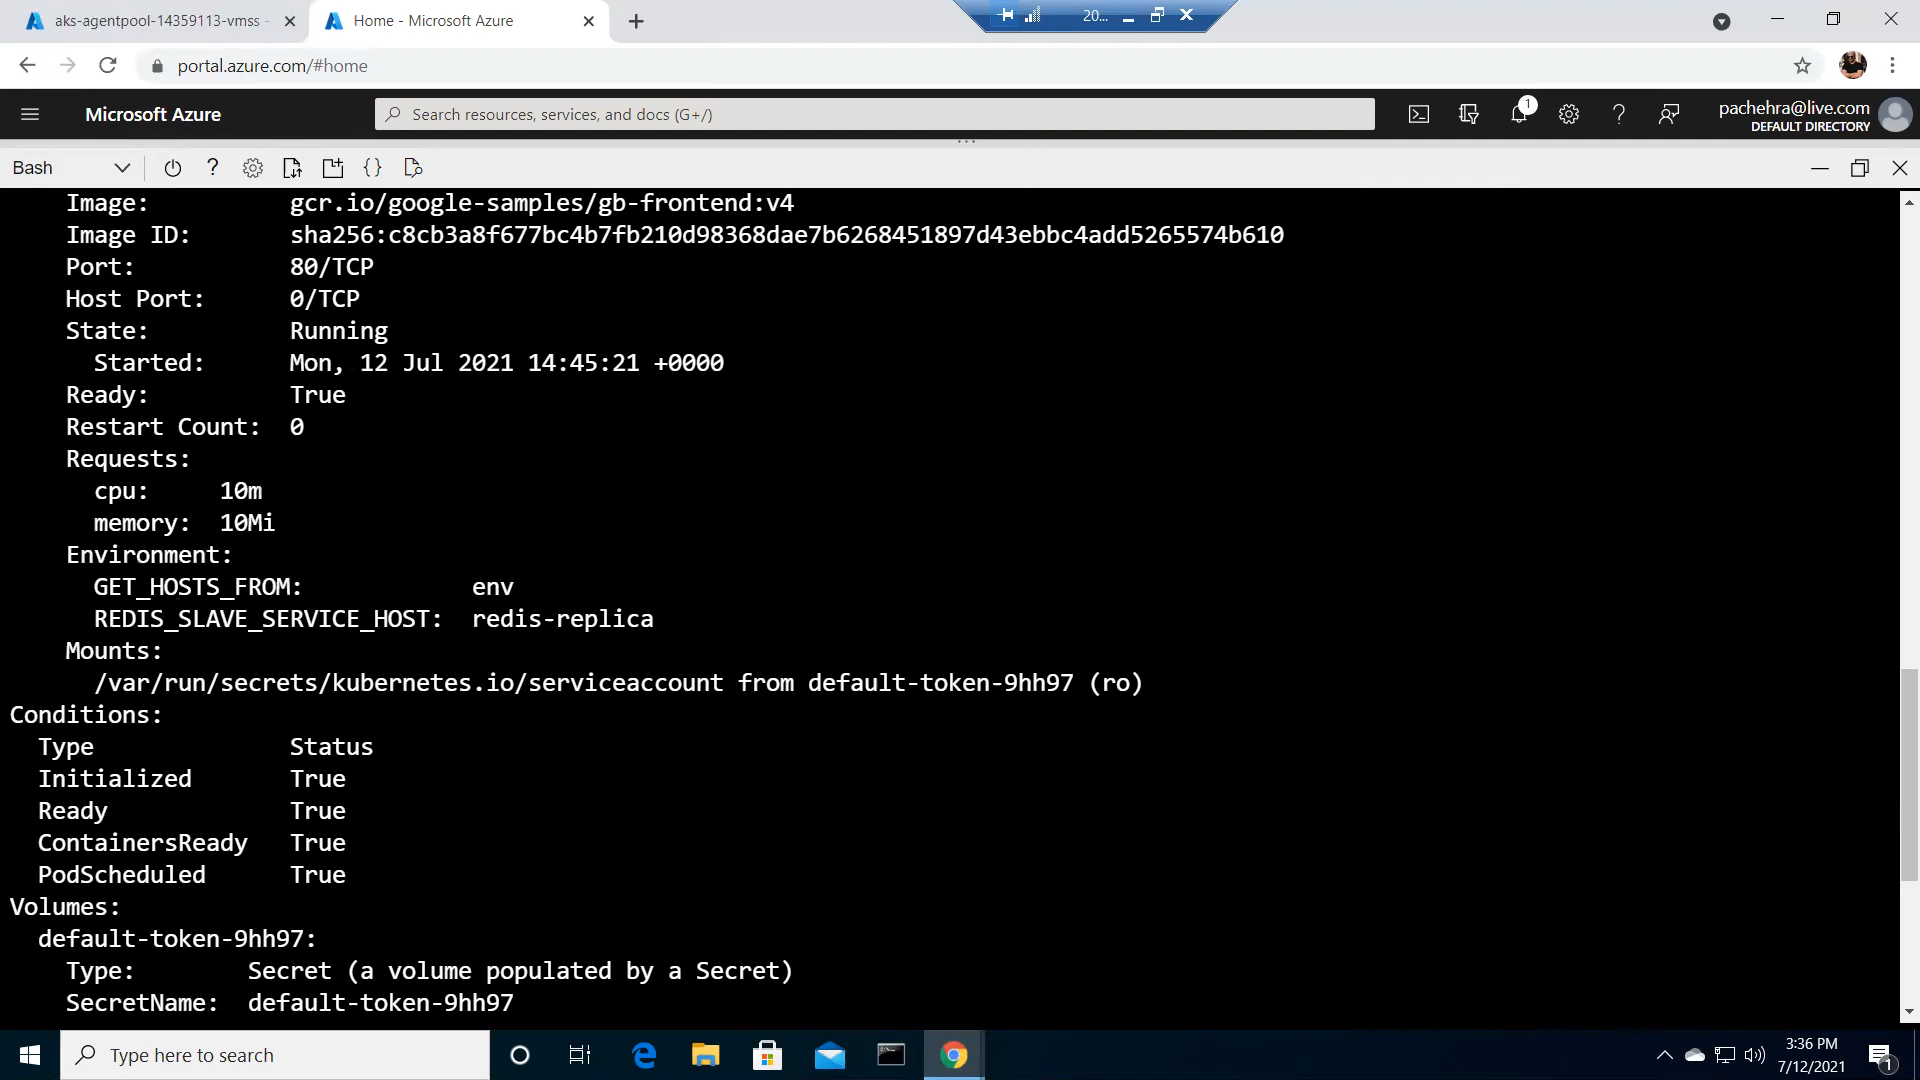 aks-agentpool-14359113-vmss -
Home - Microsoft Azure
20...
portal.azure.com/#home
Microsoft Azure
Search resources, services, and docs (G+/)
1
pachehra@live.com
DEFAULT DIRECTORY
Bash
Image: gcr.io/google-samples/gb-frontend:v4
Image ID: sha256:c8cb3a8f677bc4b7fb210d98368dae7b6268451897d43ebbc4add5265574b610
Port: 80/TCP
Host Port: 0/TCP
State: Running
Started: Mon, 12 Jul 2021 14:45:21 +0000
Ready: True
Restart Count: 0
Requests:
cpu: 10m
memory: 10Mi
Environment:
GET_HOSTS_FROM: env
REDIS_SLAVE_SERVICE_HOST: redis-replica
Mounts:
/var/run/secrets/kubernetes.io/serviceaccount from default-token-9hh97 (ro)
Conditions:
Type Status
Initialized True
Ready True
ContainersReady True
PodScheduled True
Volumes:
default-token-9hh97:
Type: Secret (a volume populated by a Secret)
SecretName: default-token-9hh97
Type here to search
3:36 PM
7/12/2021
1